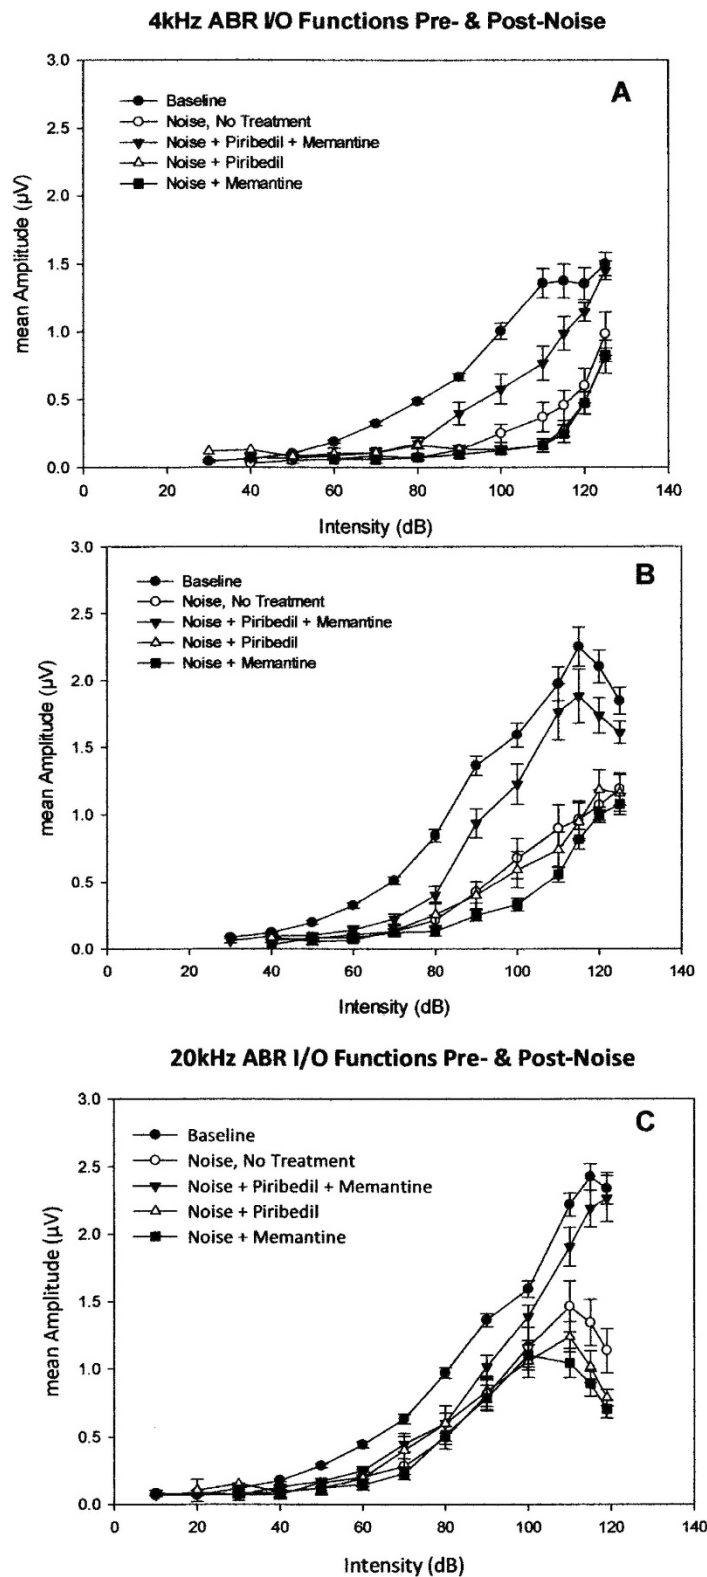 4kHz ABR I/O Functions Pre- & Post-Noise
A
Baseline
Noise, No Treatment
Noise + Piribedil + Memantine
Noise + Piribedil
Noise + Memantine
mean Amplitude (µV)
3.0
2.5
2.0
1.5
1.0
0.5
0.0
0 20 40 60 80 100 120 140
Intensity (dB)
B
Baseline
Noise, No Treatment
Noise + Piribedil + Memantine
Noise + Piribedil
Noise + Memantine
mean Amplitude (µV)
3.0
2.5
2.0
1.5
1.0
0.5
0.0
0 20 40 60 80 100 120 140
Intensity (dB)
20kHz ABR I/O Functions Pre- & Post-Noise
C
Baseline
Noise, No Treatment
Noise + Piribedil + Memantine
Noise + Piribedil
Noise + Memantine
mean Amplitude (µV)
3.0
2.5
2.0
1.5
1.0
0.5
0.0
0 20 40 60 80 100 120 140
Intensity (dB)